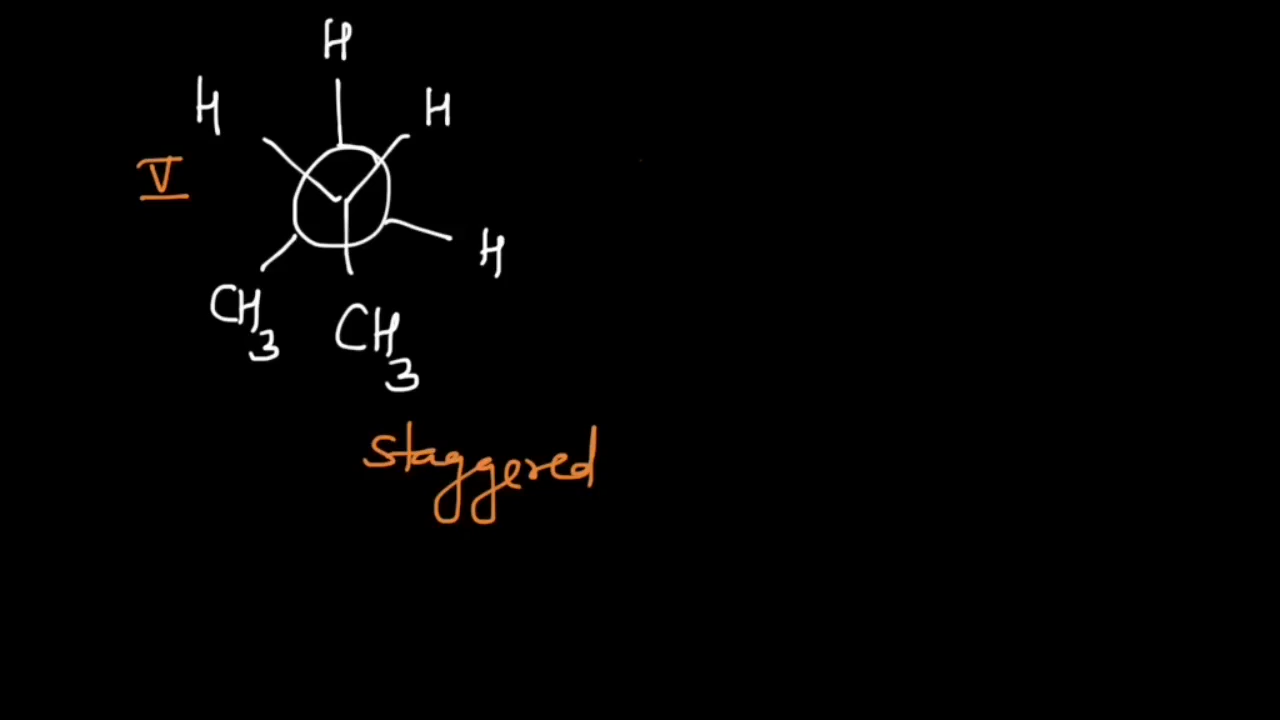 H
H H
V
H
CH3 CH3
staggered